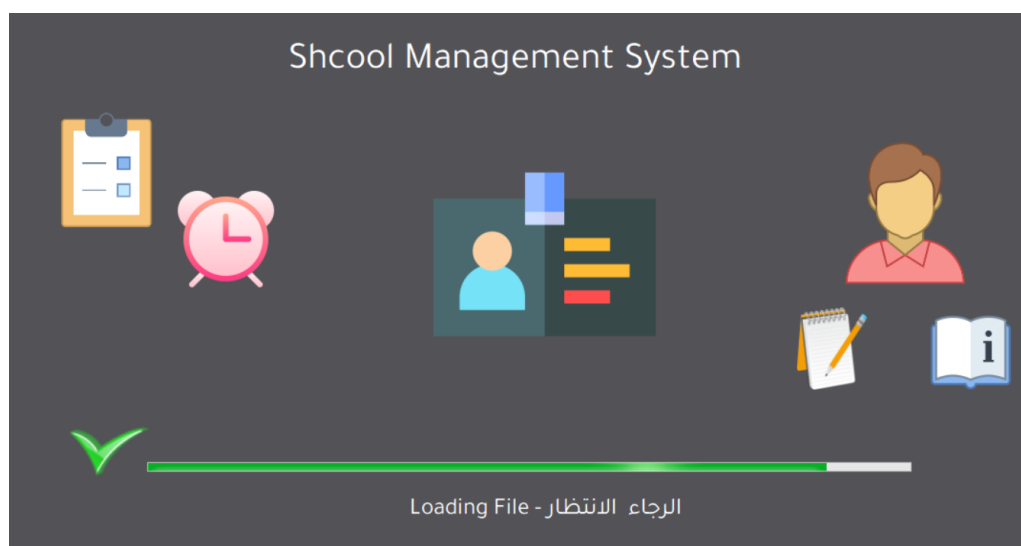 Shcool Management System
i
الرجاء الانتظار - Loading File